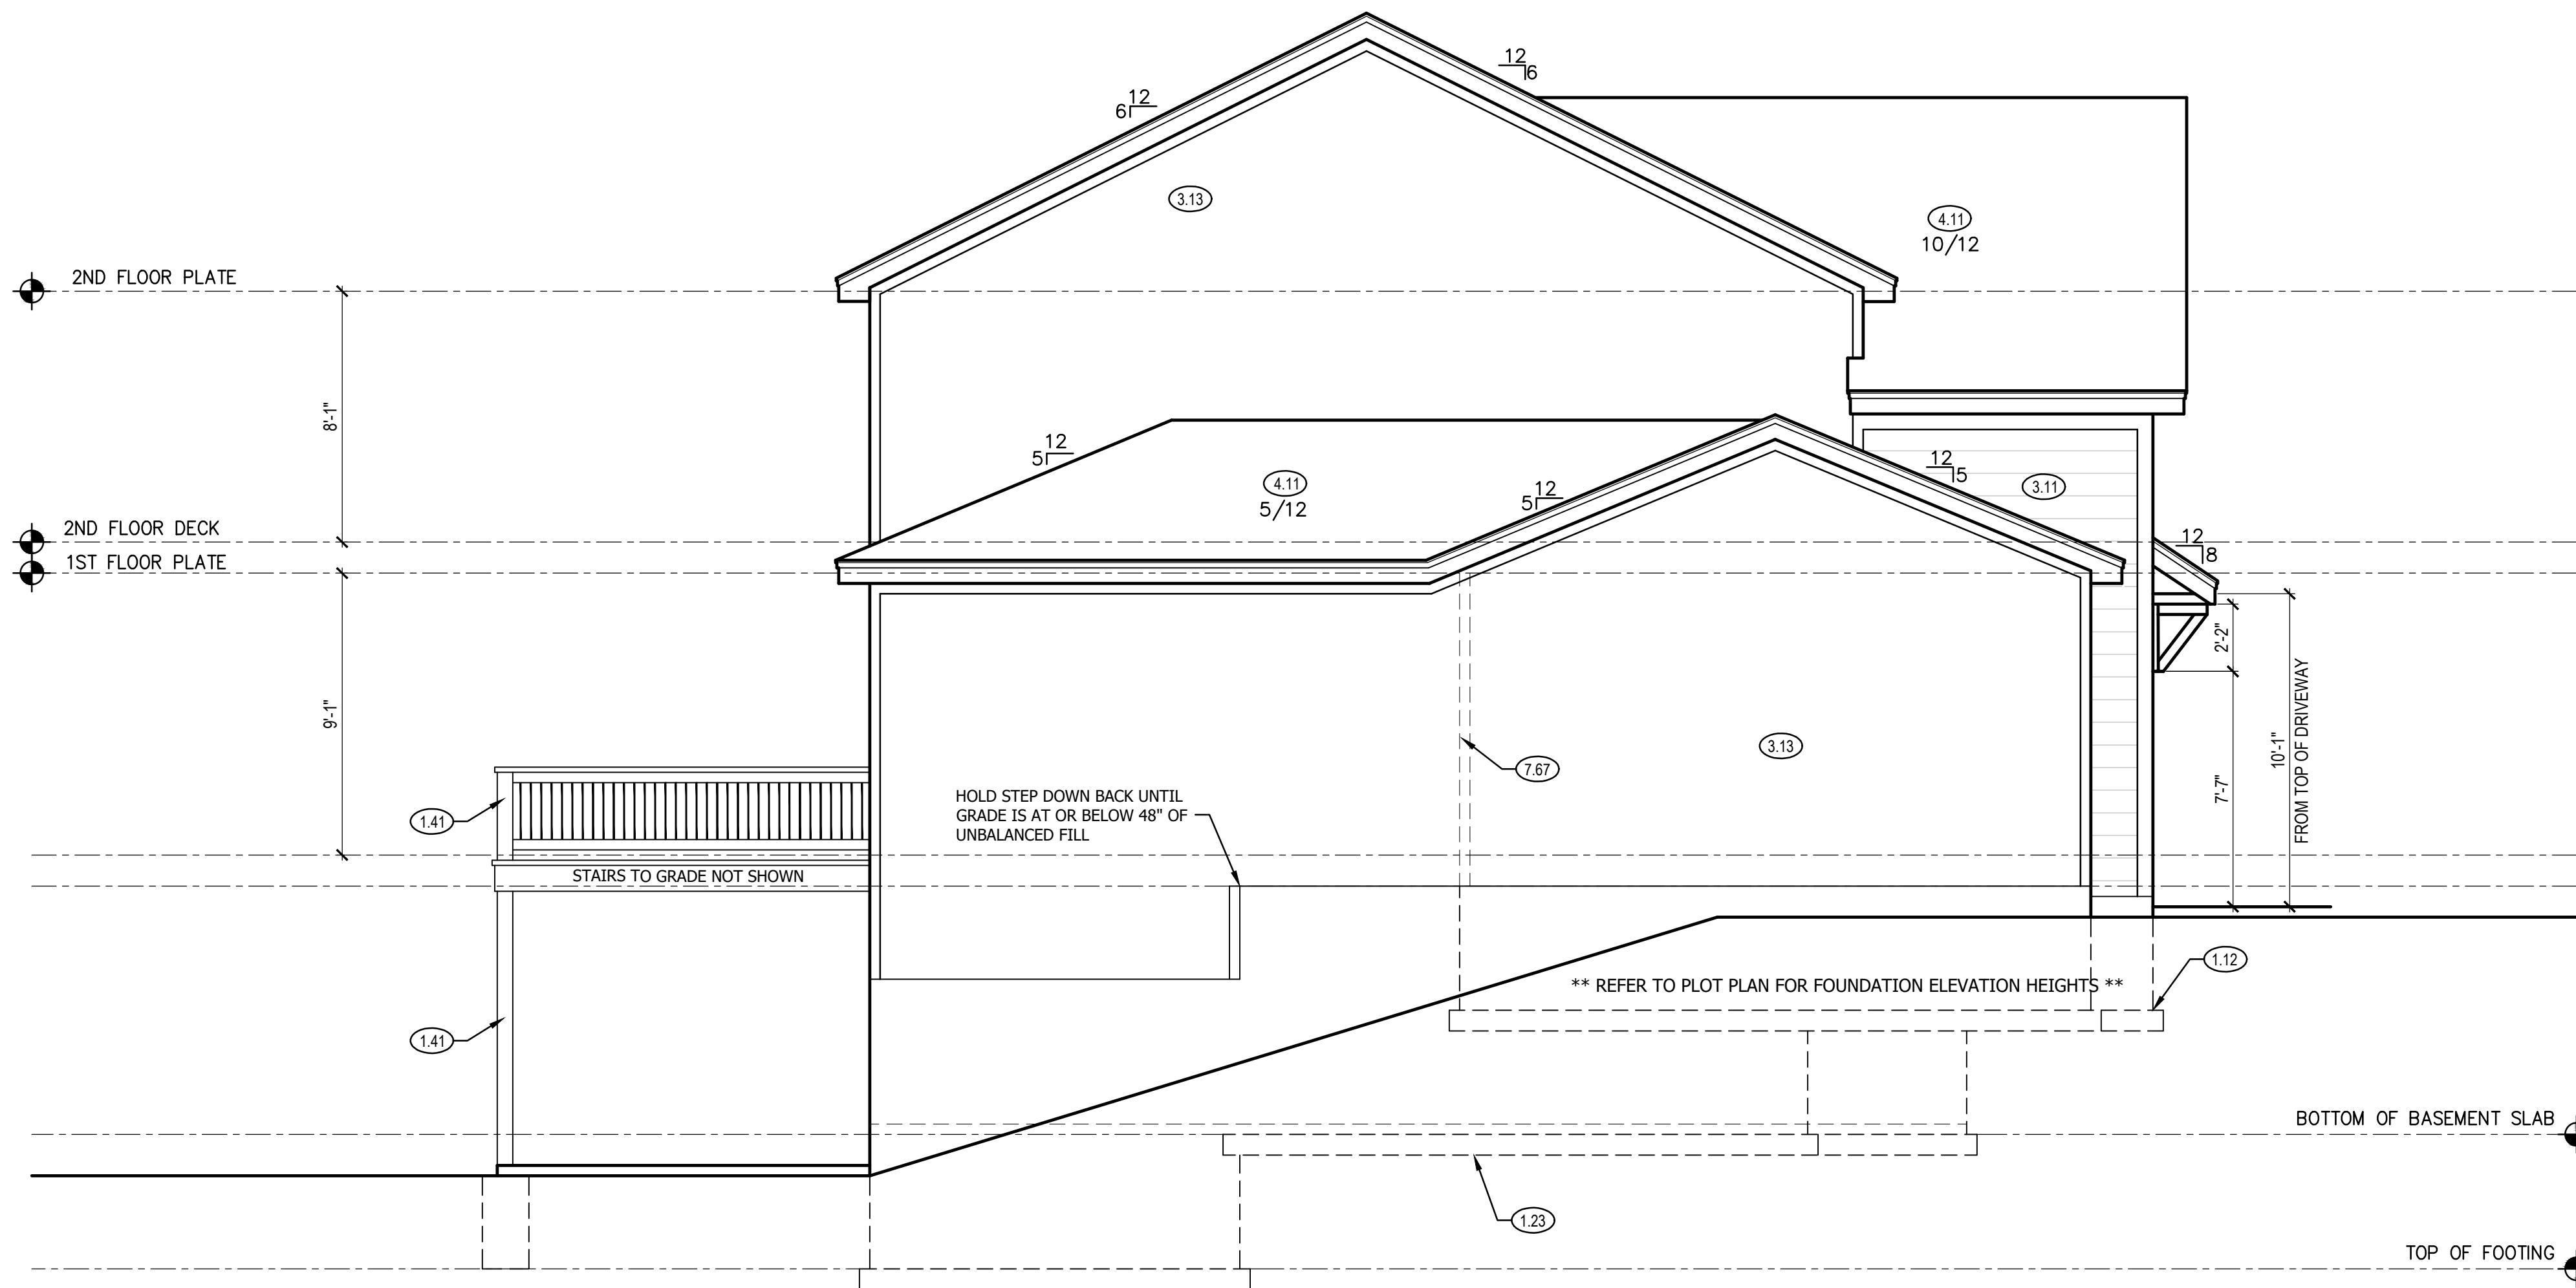 12
6
6
12
3.13
4.11
10/12
2ND FLOOR PLATE
8'-1"
12
5
4.11
5/12
12
5
12
5
3.11
2ND FLOOR DECK
1ST FLOOR PLATE
12
8
2'-2"
9'-1"
10'-1"
FROM TOP OF DRIVEWAY
7'-7"
3.13
7.67
HOLD STEP DOWN BACK UNTIL
GRADE IS AT OR BELOW 48" OF
UNBALANCED FILL
1.41
STAIRS TO GRADE NOT SHOWN
1.12
** REFER TO PLOT PLAN FOR FOUNDATION ELEVATION HEIGHTS **
1.41
BOTTOM OF BASEMENT SLAB
1.23
TOP OF FOOTING